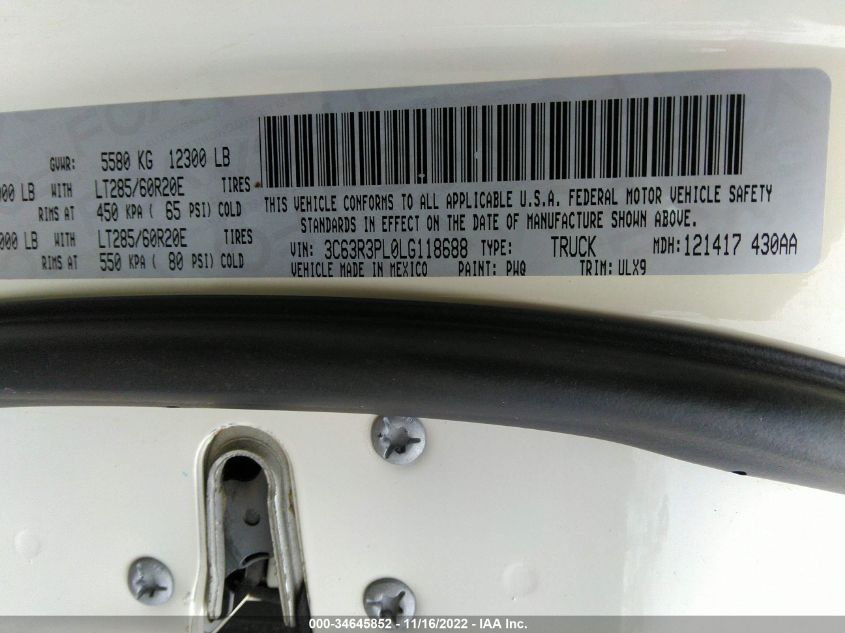 GVWR: 5580 KG 12300 LB
000 LB WITH LT285/60R20E TIRES
RIMS AT 450 KPA ( 65 PSI) COLD
000 LB WITH LT285/60R20E TIRES
RIMS AT 550 KPA ( 80 PSI) COLD
THIS VEHICLE CONFORMS TO ALL APPLICABLE U.S.A. FEDERAL MOTOR VEHICLE SAFETY
STANDARDS IN EFFECT ON THE DATE OF MANUFACTURE SHOWN ABOVE.
VIN: 3C63R3PL0LG118688 TYPE: TRUCK MDH: 121417 430AA
VEHICLE MADE IN MEXICO PAINT: PWQ TRIM: ULX9
000-34645852 - 11/16/2022 - IAA Inc.